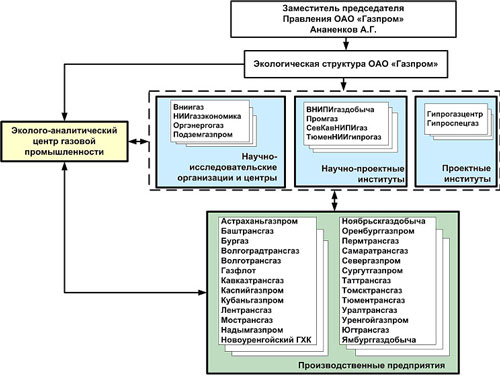 Заместитель председателя
Правления ОАО «Газпром»
Ананенков А.Г.
Экологическая структура ОАО «Газпром»
Эколого-аналитический
центр газовой
промышленности
Вниигаз
НИИгазэкономика
Оргэнергогаз
Подземгазпром
Научно-
исследовательские
организации и центры
ВНИПИгаздобыча
Промгаз
СевКавНИПИгаз
ТюменНИИгипрогаз
Научно-проектные
институты
Гипрогазцентр
Гипроспецгаз
Проектные
институты
Астраханьгазпром
Баштрансгаз
Бургаз
Волгоградтрансгаз
Волготрансгаз
Газфлот
Кавказтрансгаз
Каспийгазпром
Кубаньгазпром
Лентрансгаз
Мострансгаз
Надымгазпром
Новоуренгойский ГХК
Ноябрьскгаздобыча
Оренбурггазпром
Пермтрансгаз
Самаратрансгаз
Севергазпром
Сургутгазпром
Таттрансгаз
Томсктрансгаз
Тюментрансгаз
Уралтрансгаз
Уренгойгазпром
Югтрансгаз
Ямбурггаздобыча
Производственные предприятия